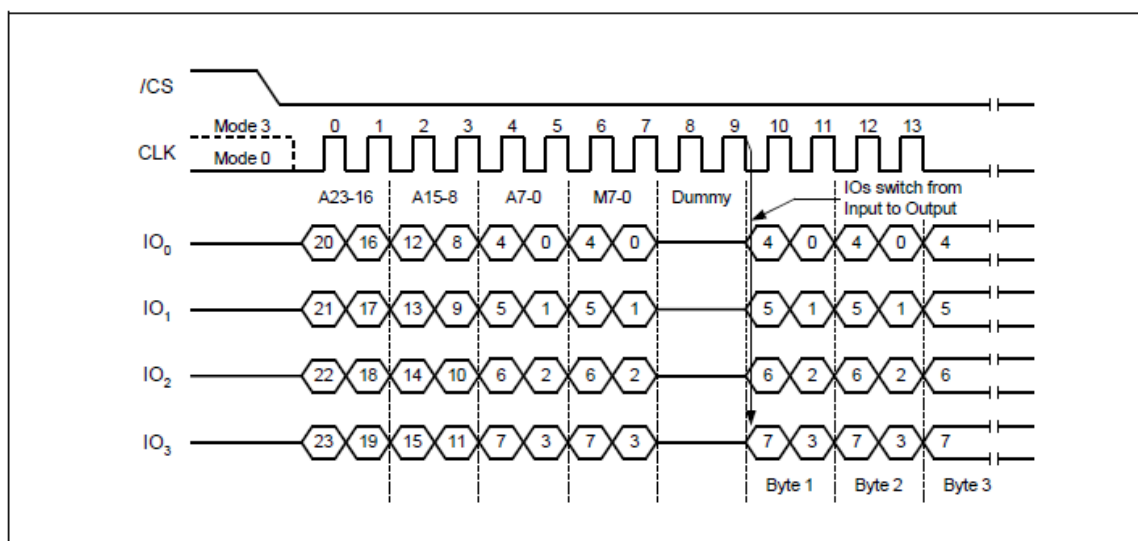 /CS
Mode 3
0 1 2 3 4 5 6 7 8 9 10 11 12 13
CLK
Mode 0
IOs switch from
Input to Output
A23-16 A15-8 A7-0 M7-0 Dummy
IO0 20 16 12 8 4 0 4 0 4 0 4 0 4
IO1 21 17 13 9 5 1 5 1 5 1 5 1 5
IO2 22 18 14 10 6 2 6 2 6 2 6 2 6
IO3 23 19 15 11 7 3 7 3 7 3 7 3 7
Byte 1 Byte 2 Byte 3